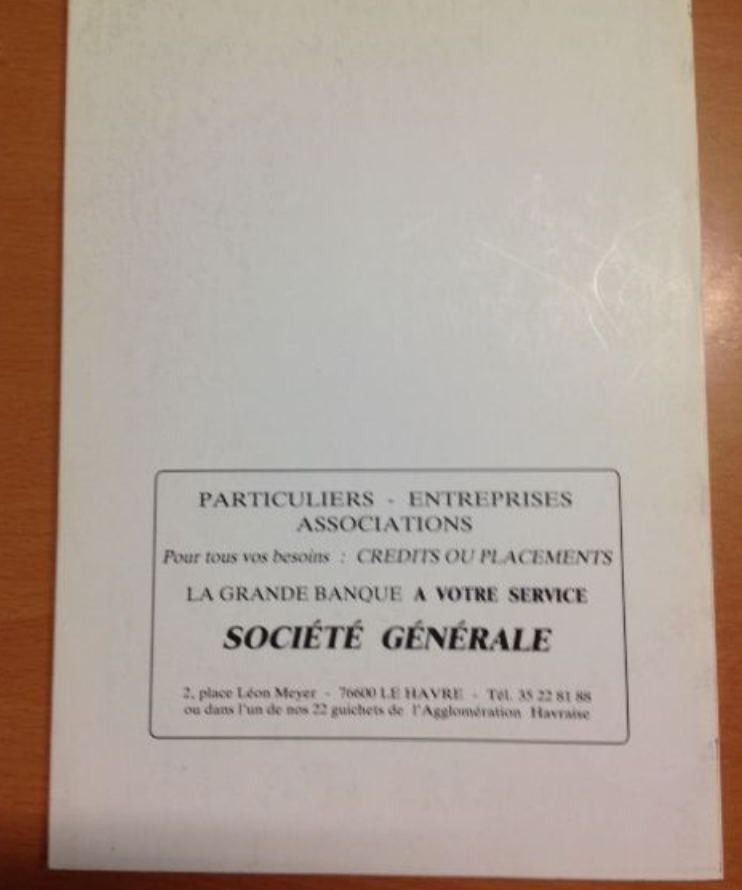 PARTICULIERS - ENTREPRISES
ASSOCIATIONS
Pour tous vos besoins : CREDITS OU PLACEMENTS
LA GRANDE BANQUE A VOTRE SERVICE
SOCIÉTÉ GÉNÉRALE
2, place Léon Meyer - 76600 LE HAVRE - Tél. 35 22 81 88
ou dans l'un de nos 22 guichets de l'Agglomération Havraise